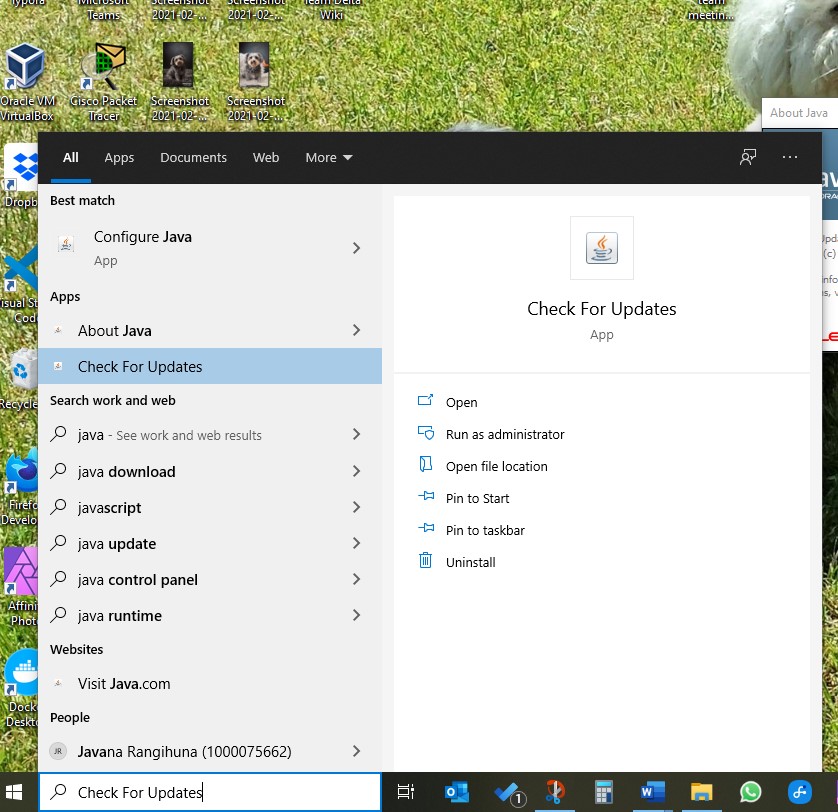 Typora
Microsoft
Teams
Screenshot
2021-02-...
Screenshot
2021-02-...
Team Delta
Wiki
team
meetin...
Oracle VM
VirtualBox
Cisco Packet
Tracer
Screenshot
2021-02-...
Screenshot
2021-02-...
About Java
All
Apps
Documents
Web
More
...
Dropb
Best match
Configure Java
App
Apps
About Java
Check For Updates
Search work and web
java - See work and web results
java download
javascript
java update
java control panel
java runtime
Websites
Visit Java.com
People
JR
Javana Rangihuna (1000075662)
Check For Updates
App
Open
Run as administrator
Open file location
Pin to Start
Pin to taskbar
Uninstall
isual St
Code
Recycle
Firef
Develo
Affin
Phot
Dock
Deskt
(c)
Check For Updates
1
W